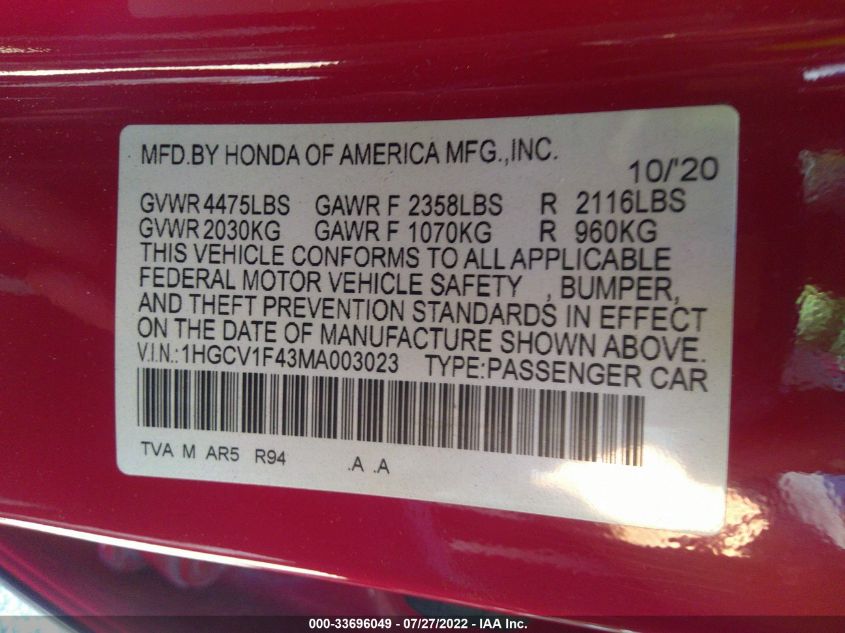 MFD.BY HONDA OF AMERICA MFG.,INC.
10/'20
GVWR 4475LBS GAWR F 2358LBS R 2116LBS
GVWR 2030KG GAWR F 1070KG R 960KG
THIS VEHICLE CONFORMS TO ALL APPLICABLE
FEDERAL MOTOR VEHICLE SAFETY , BUMPER,
AND THEFT PREVENTION STANDARDS IN EFFECT
ON THE DATE OF MANUFACTURE SHOWN ABOVE.
V.I.N.:1HGCV1F43MA003023 TYPE:PASSENGER CAR
TVA M AR5 R94 .A .A
000-33696049 - 07/27/2022 - IAA Inc.